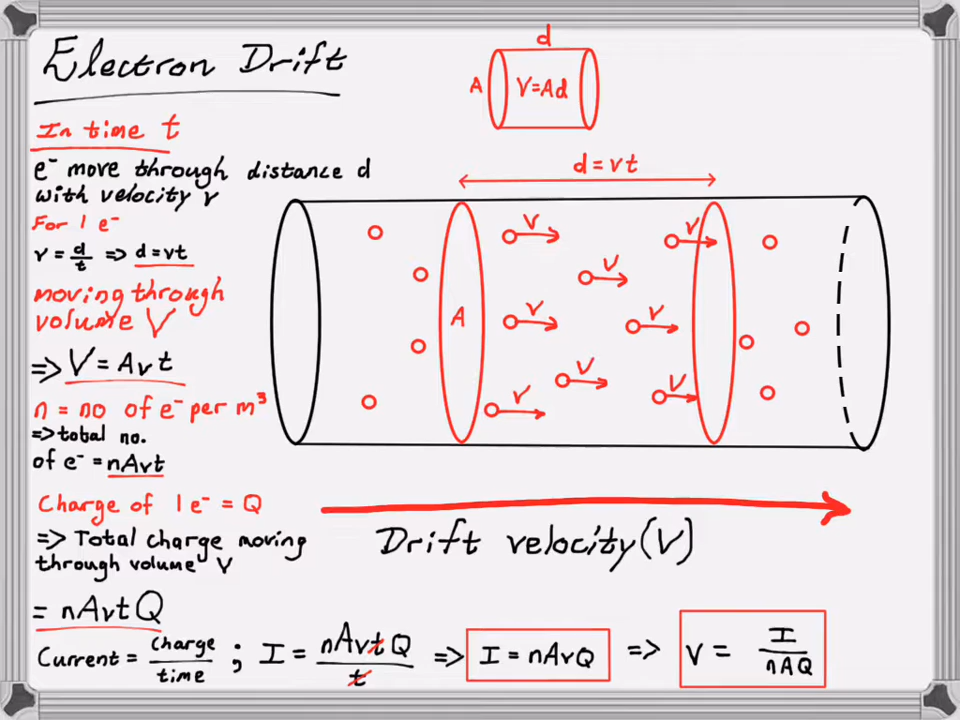 Electron Drift
In time t
e⁻ move through distance d
with velocity v
For 1 e⁻
v = d/t => d = vt
moving through
volume V
=> V = Avt
n = no of e⁻ per m³
=> total no.
of e⁻ = nAvt
Charge of 1 e⁻ = Q
=> Total charge moving
through volume V
= nAvtQ
Current = charge/time ; I = nAvtQ/t => I = nAvQ => v = I/nAQ
d
A
V=Ad
d = vt
A
V
V
V
V
V
V
V
V
Drift velocity(V)